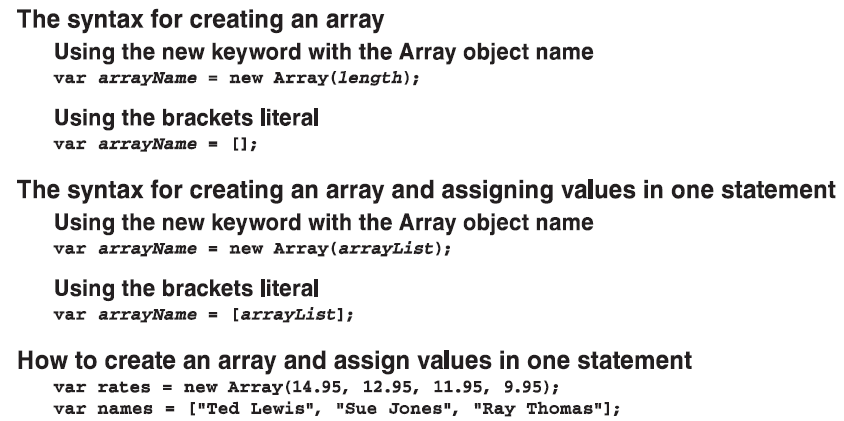 The syntax for creating an array
Using the new keyword with the Array object name
var arrayName = new Array(length);
Using the brackets literal
var arrayName = [];
The syntax for creating an array and assigning values in one statement
Using the new keyword with the Array object name
var arrayName = new Array(arrayList);
Using the brackets literal
var arrayName = [arrayList];
How to create an array and assign values in one statement
var rates = new Array(14.95, 12.95, 11.95, 9.95);
var names = ["Ted Lewis", "Sue Jones", "Ray Thomas"];